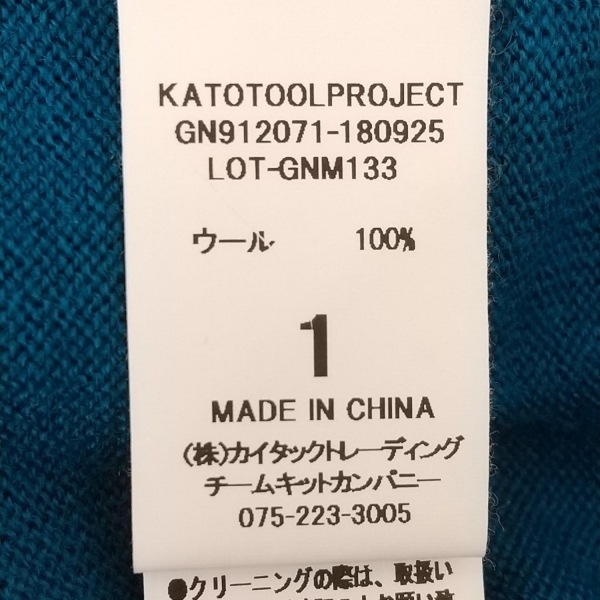 KATOTOOLPROJECT
GN912071-180925
LOT-GNM133
ウール 100%
1
MADE IN CHINA
(株)カイタックトレーディング
チームキットカンパニー
075-223-3005
●クリーニングの際は、取扱い